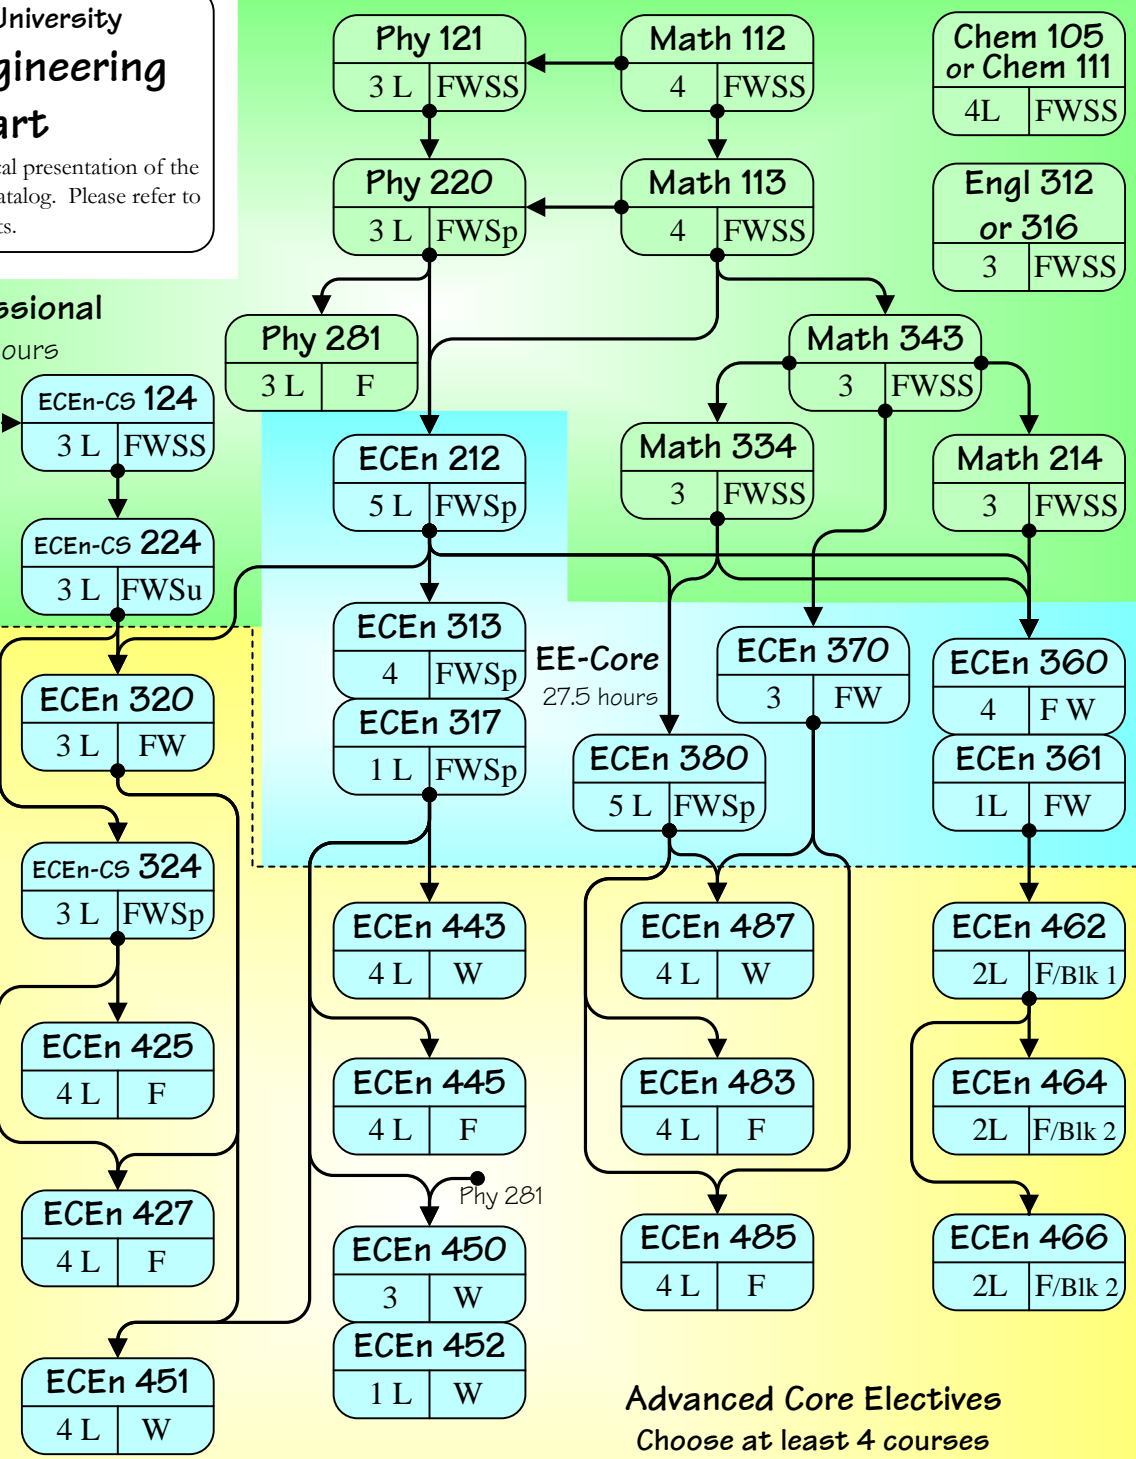 University
gineering
art
cal presentation of the
atalog. Please refer to
ts.
ssional
ours
Phy 121
3 L FWSS
Math 112
4 FWSS
Chem 105
or Chem 111
4L FWSS
Phy 220
3 L FWSp
Math 113
4 FWSS
Engl 312
or 316
3 FWSS
Phy 281
3 L F
Math 343
3 FWSS
ECEn-CS 124
3 L FWSS
ECEn 212
5 L FWSp
Math 334
3 FWSS
Math 214
3 FWSS
ECEn-CS 224
3 L FWSu
ECEn 313
4 FWSp
EE-Core
27.5 hours
ECEn 370
3 FW
ECEn 360
4 F W
ECEn 320
3 L FW
ECEn 317
1 L FWSp
ECEn 380
5 L FWSp
ECEn 361
1L FW
ECEn-CS 324
3 L FWSp
ECEn 443
4 L W
ECEn 487
4 L W
ECEn 462
2L F/Blk 1
ECEn 425
4 L F
ECEn 445
4 L F
ECEn 483
4 L F
ECEn 464
2L F/Blk 2
Phy 281
ECEn 427
4 L F
ECEn 450
3 W
ECEn 485
4 L F
ECEn 466
2L F/Blk 2
ECEn 452
1 L W
ECEn 451
4 L W
Advanced Core Electives
Choose at least 4 courses